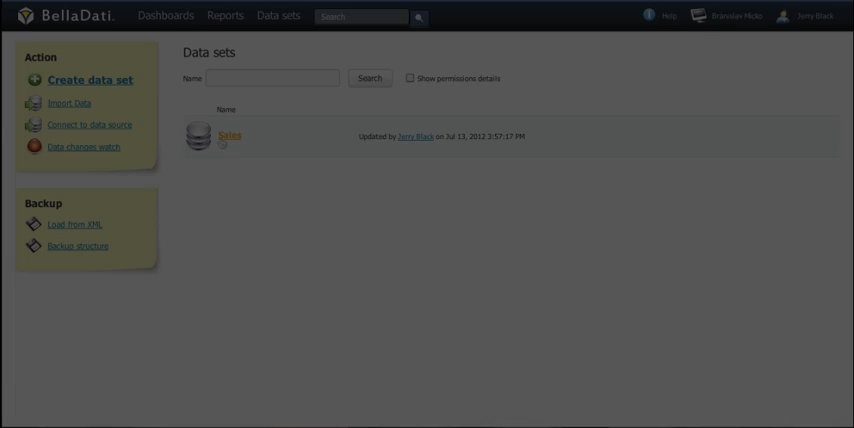 BellaDati. Dashboards Reports Data sets Search Help Branislav Micko Jerry Black
Action
Create data set
Import Data
Connect to data source
Data changes watch
Backup
Load from XML
Backup structure
Data sets
Name Search Show permissions details
Name
Sales Updated by Jerry Black on Jul 13, 2012 3:57:17 PM